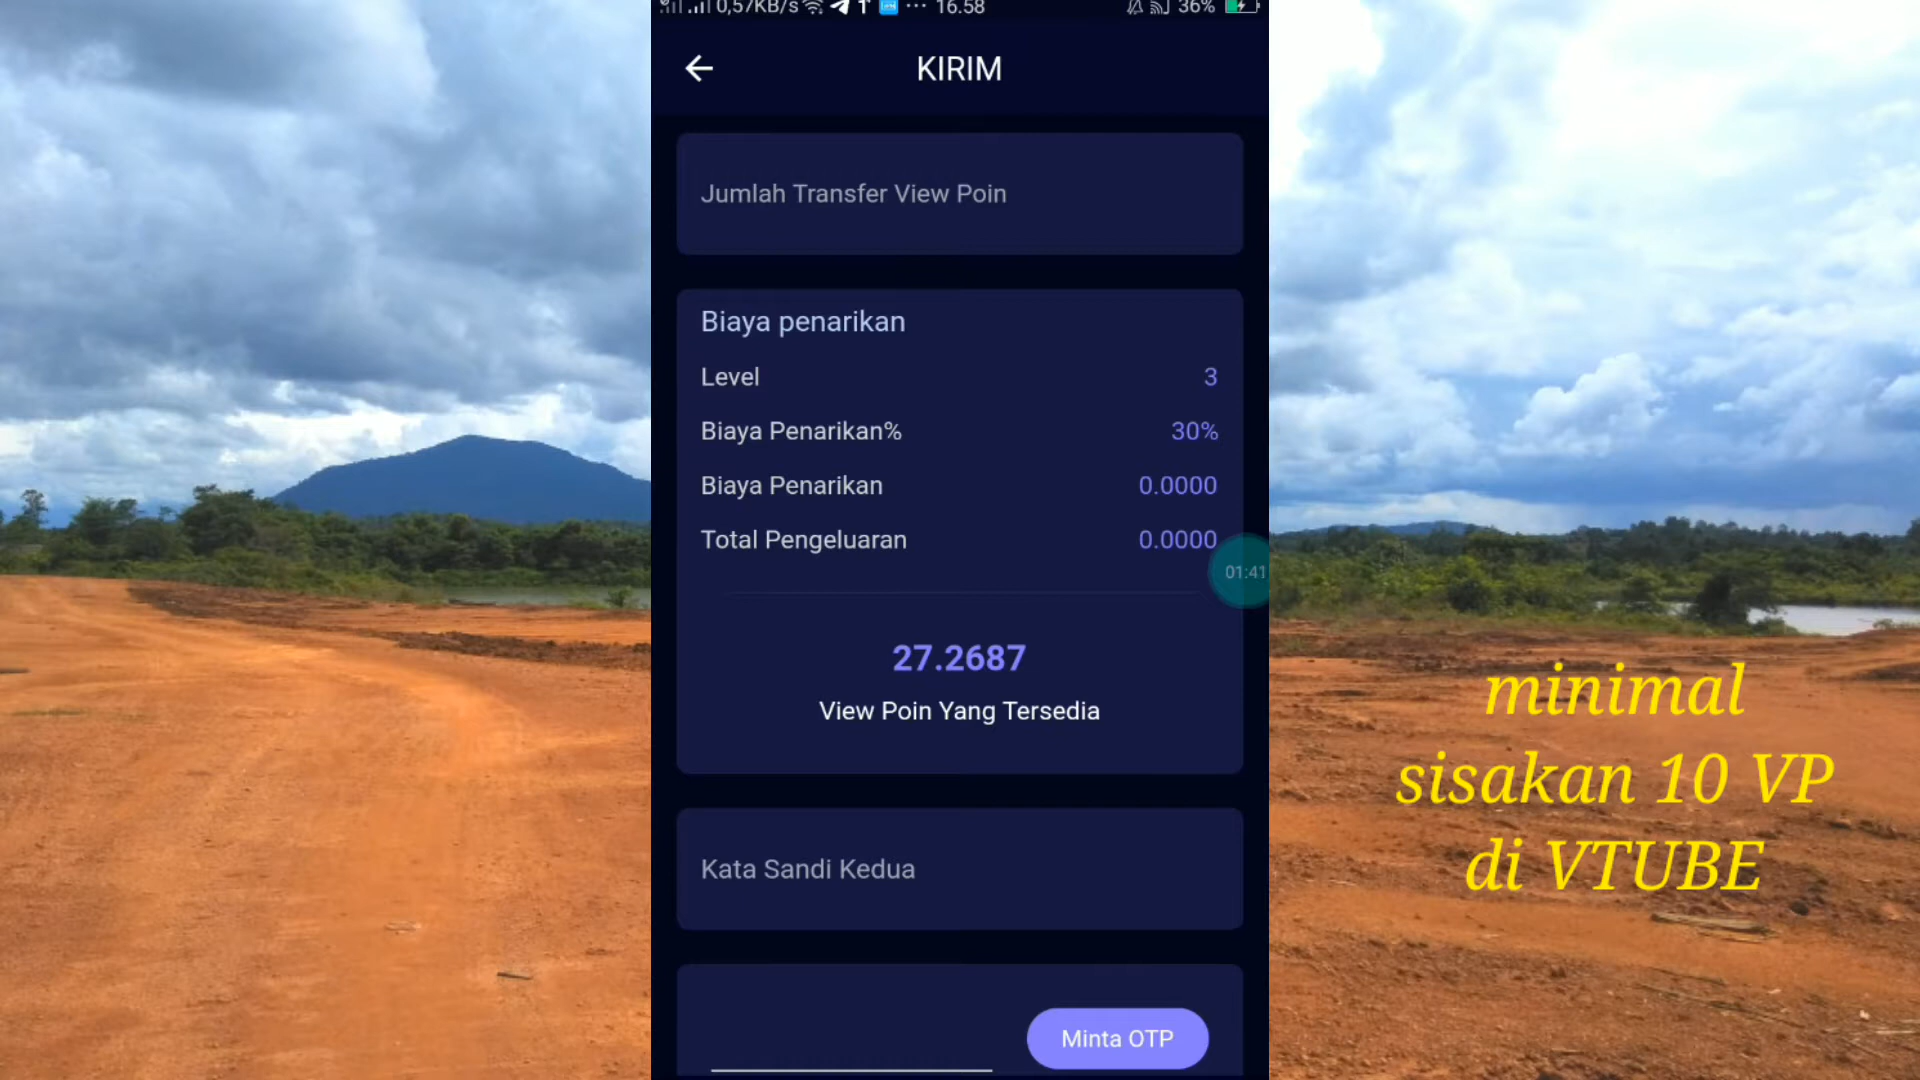 0,57KB/s ... 16.58 36%
KIRIM
Jumlah Transfer View Poin
Biaya penarikan
Level 3
Biaya Penarikan% 30%
Biaya Penarikan 0.0000
Total Pengeluaran 0.0000
01:41
27.2687
View Poin Yang Tersedia
Kata Sandi Kedua
Minta OTP
minimal
sisakan 10 VP
di VTUBE